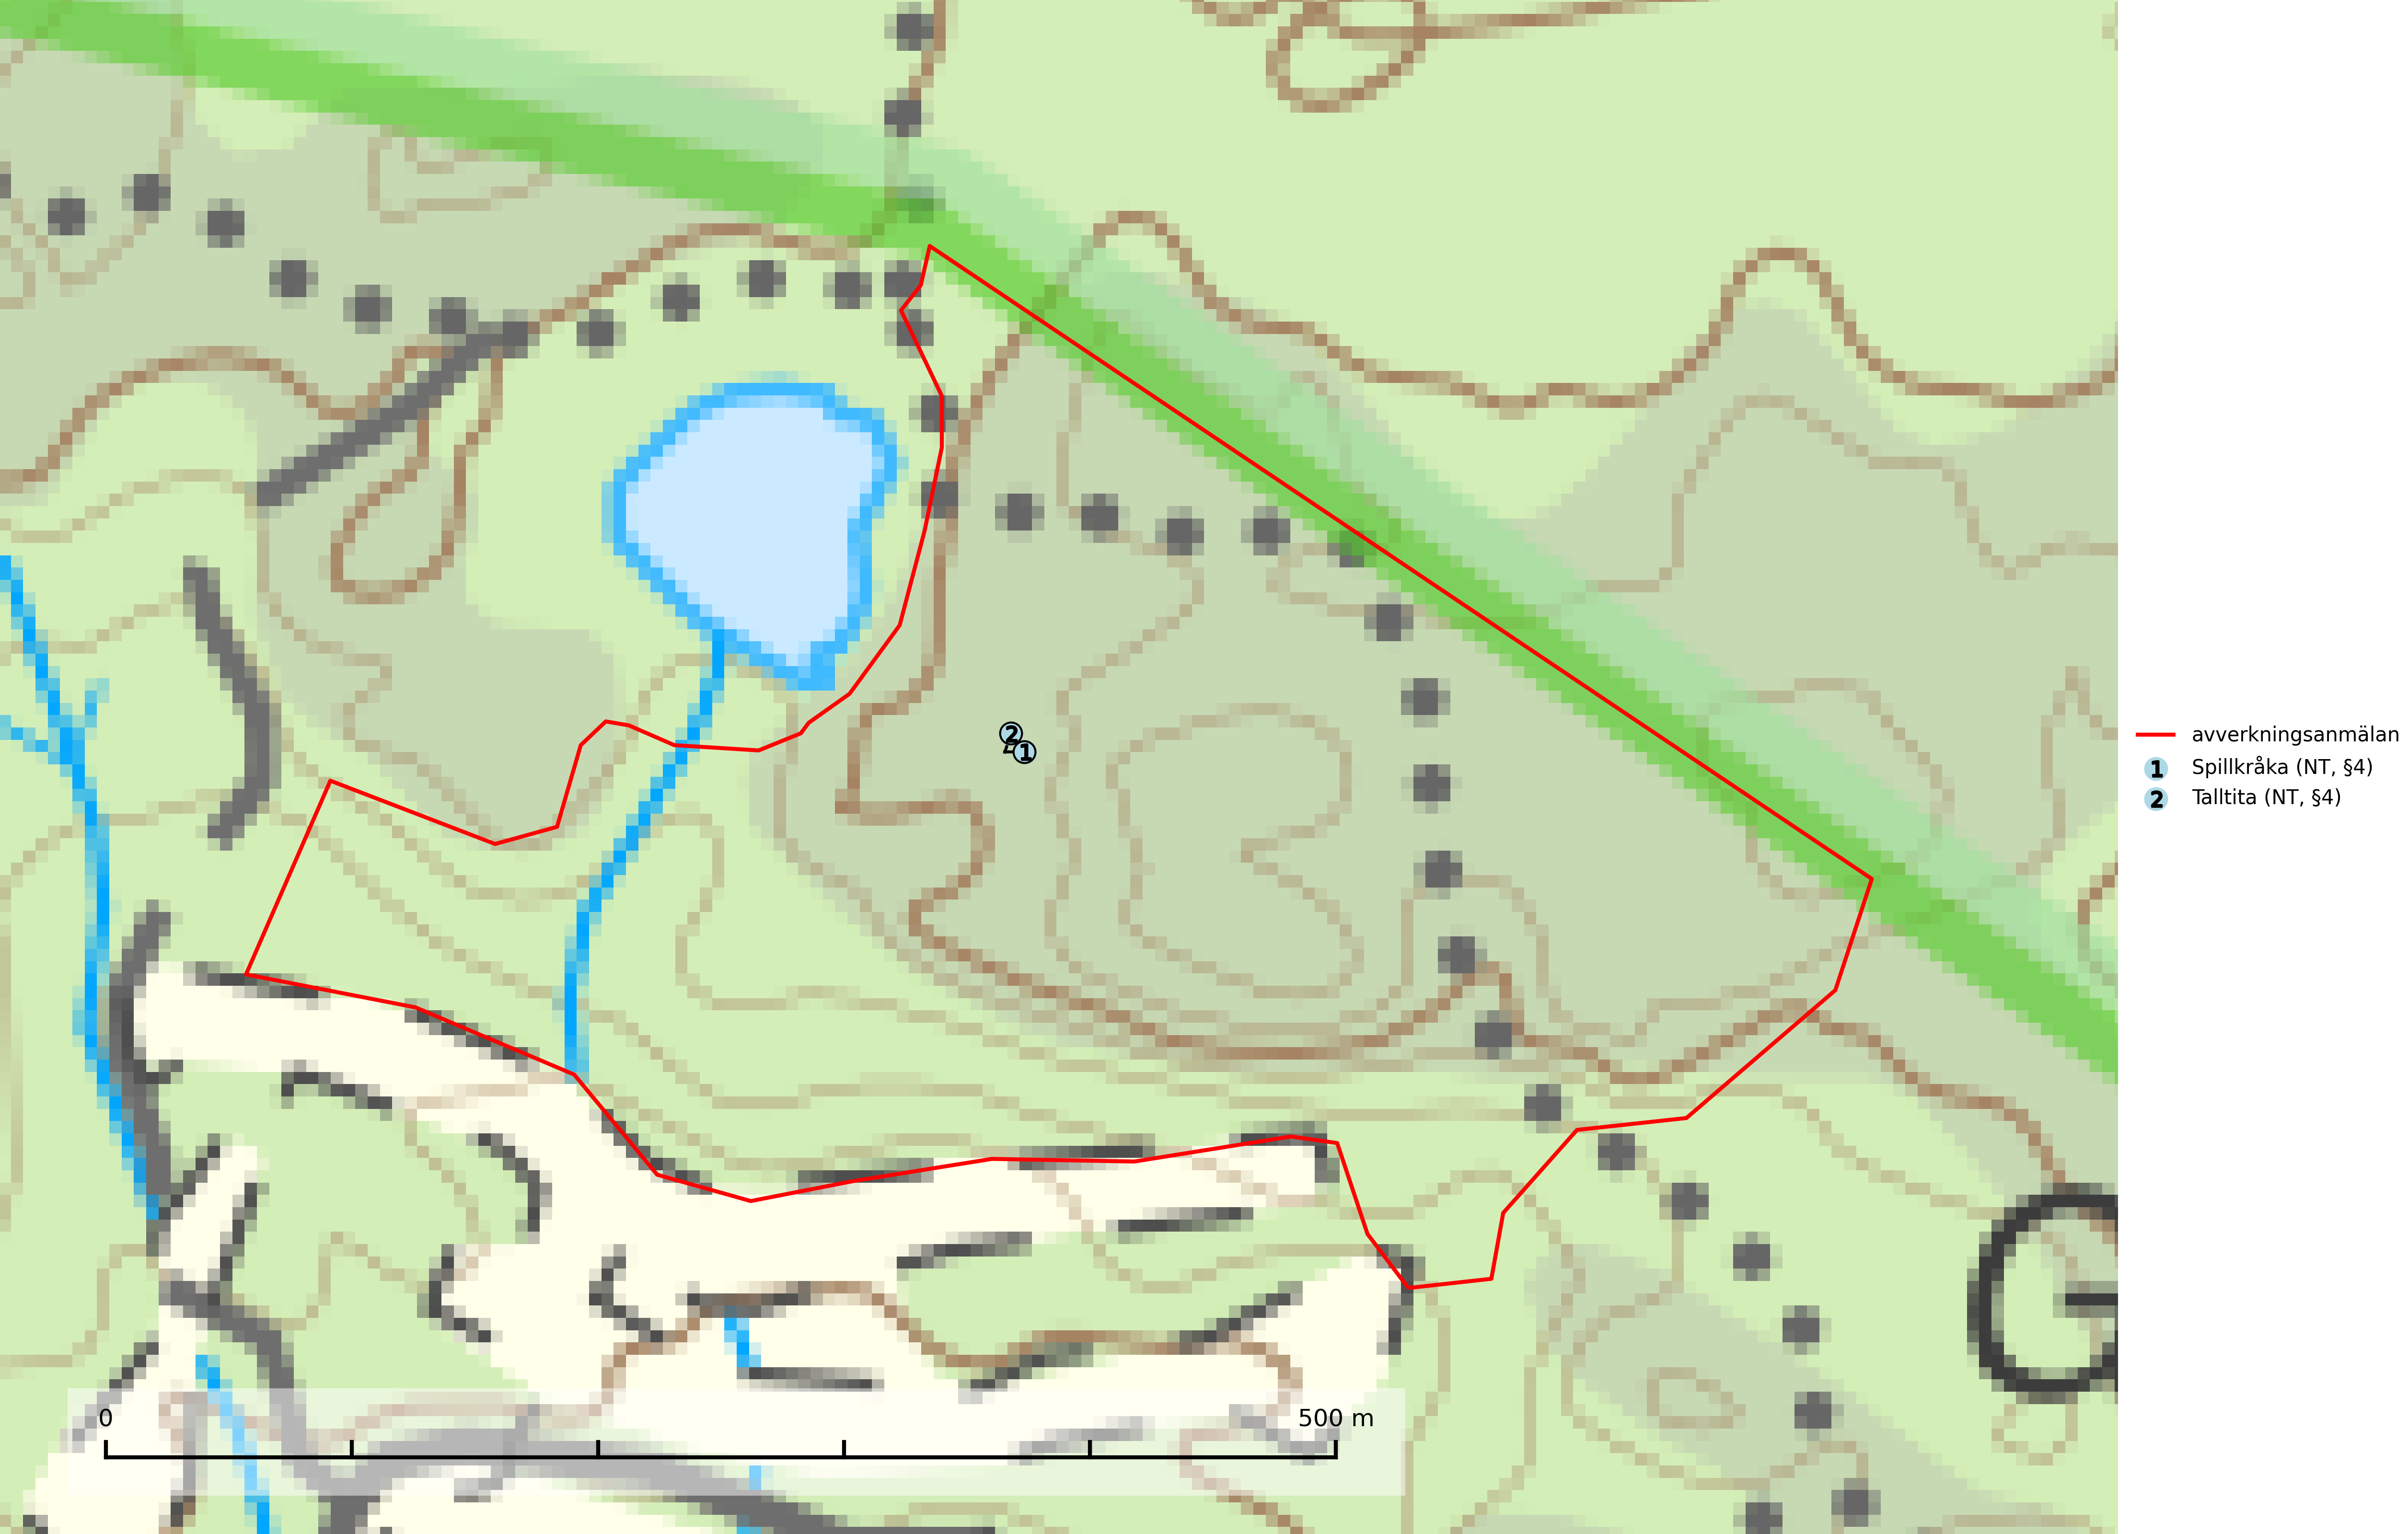 2
1
avverkningsanmälan
1 Spillkråka (NT, §4)
2 Talltita (NT, §4)
0 500 m